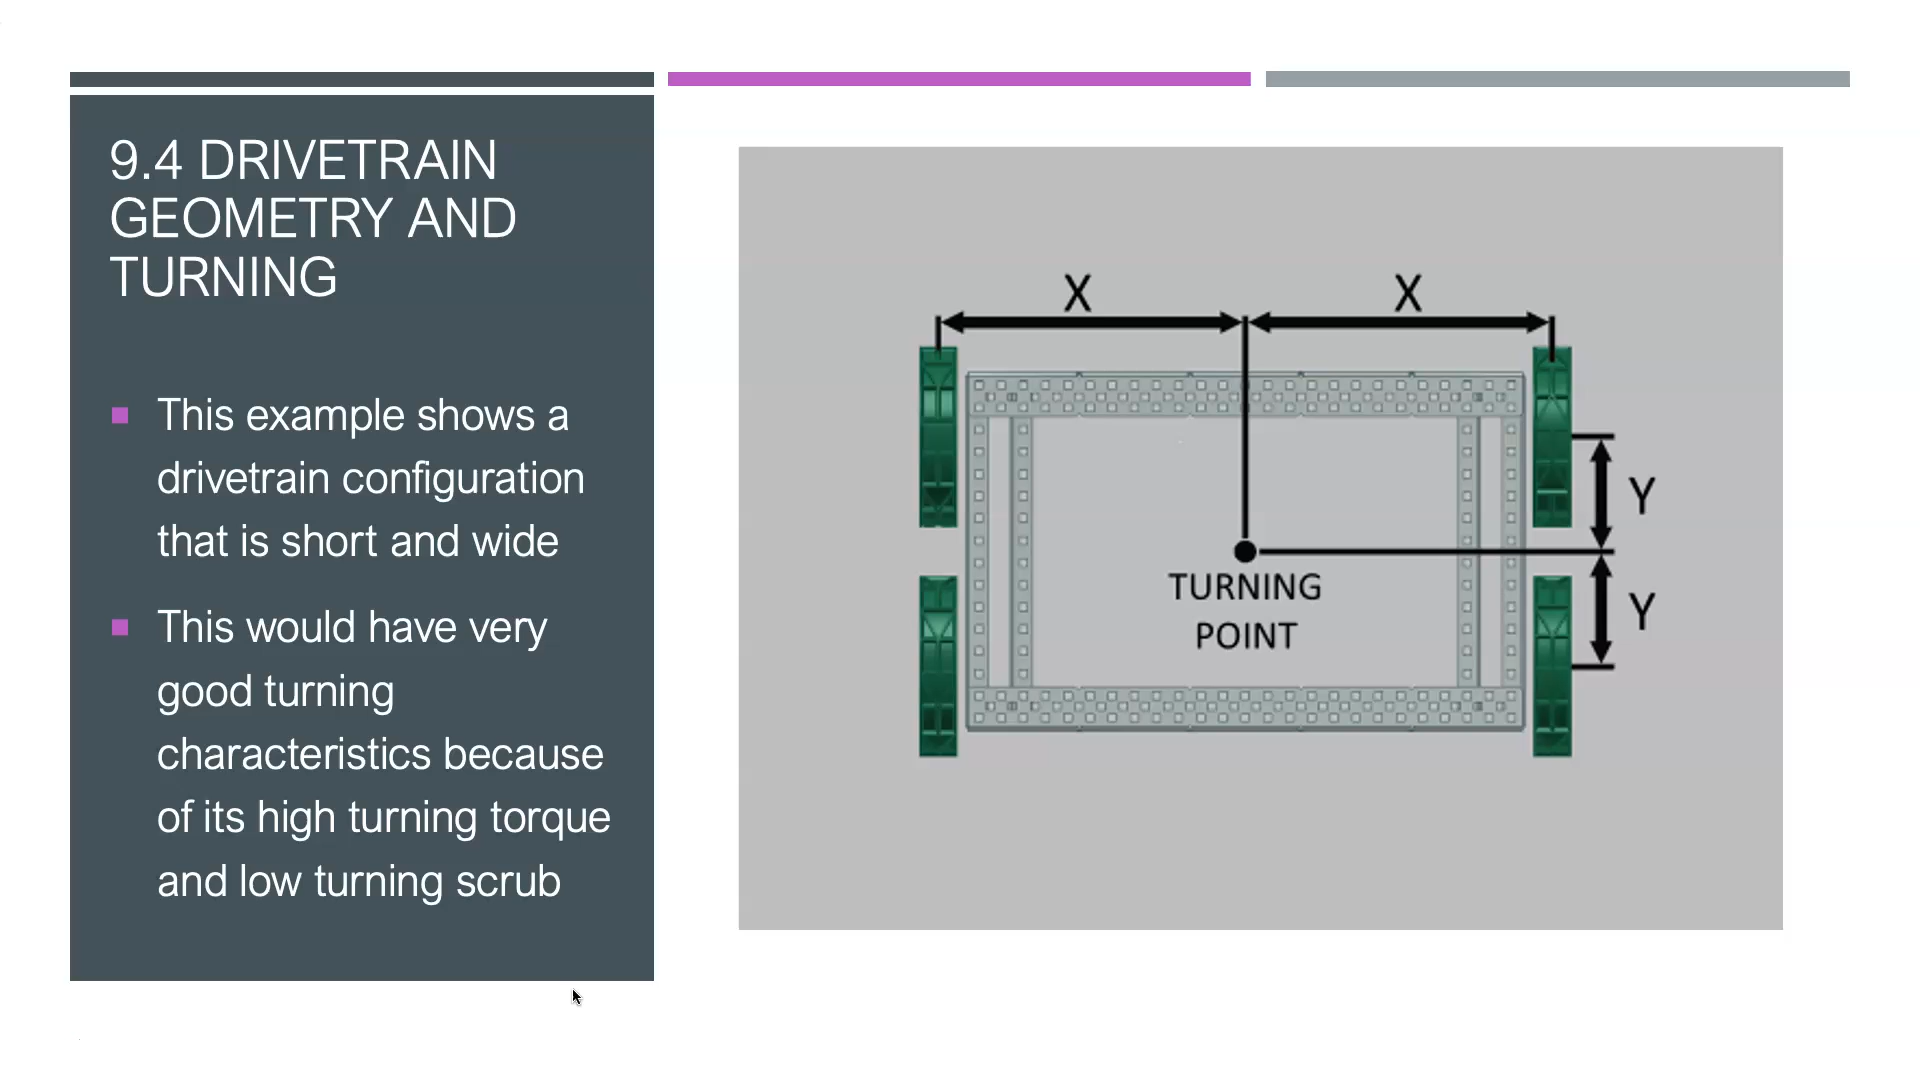 9.4 DRIVETRAIN
GEOMETRY AND
TURNING
This example shows a
drivetrain configuration
that is short and wide
This would have very
good turning
characteristics because
of its high turning torque
and low turning scrub
X
X
Y
TURNING
POINT
Y